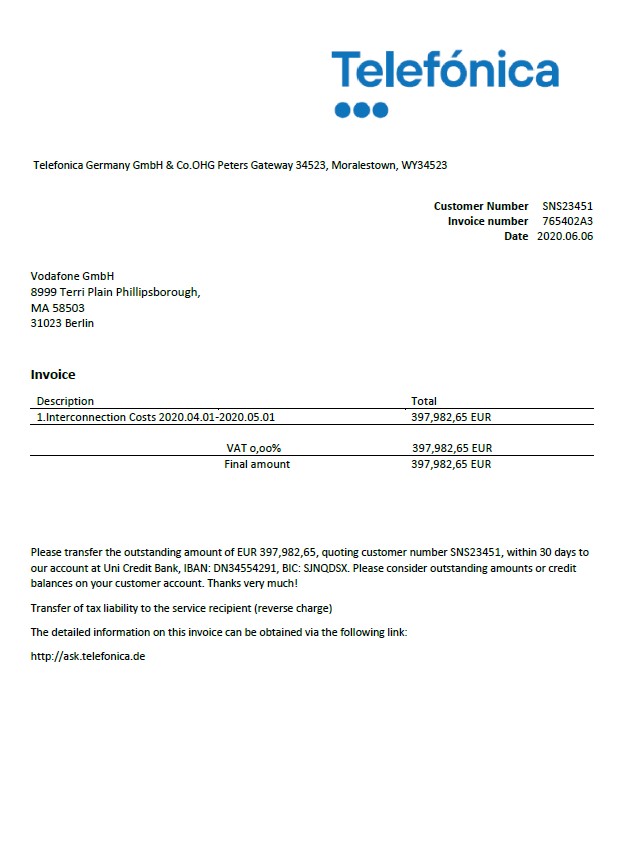 Telefónica
Telefonica Germany GmbH & Co.OHG Peters Gateway 34523, Moralestown, WY34523
Customer Number SNS23451
Invoice number 765402A3
Date 2020.06.06
Vodafone GmbH
8999 Terri Plain Phillipsborough,
MA 58503
31023 Berlin
Invoice
Description Total
1.Interconnection Costs 2020.04.01-2020.05.01 397,982,65 EUR
VAT 0,00% 397,982,65 EUR
Final amount 397,982,65 EUR
Please transfer the outstanding amount of EUR 397,982,65, quoting customer number SNS23451, within 30 days to
our account at Uni Credit Bank, IBAN: DN34554291, BIC: SJNQDSX. Please consider outstanding amounts or credit
balances on your customer account. Thanks very much!
Transfer of tax liability to the service recipient (reverse charge)
The detailed information on this invoice can be obtained via the following link:
http://ask.telefonica.de